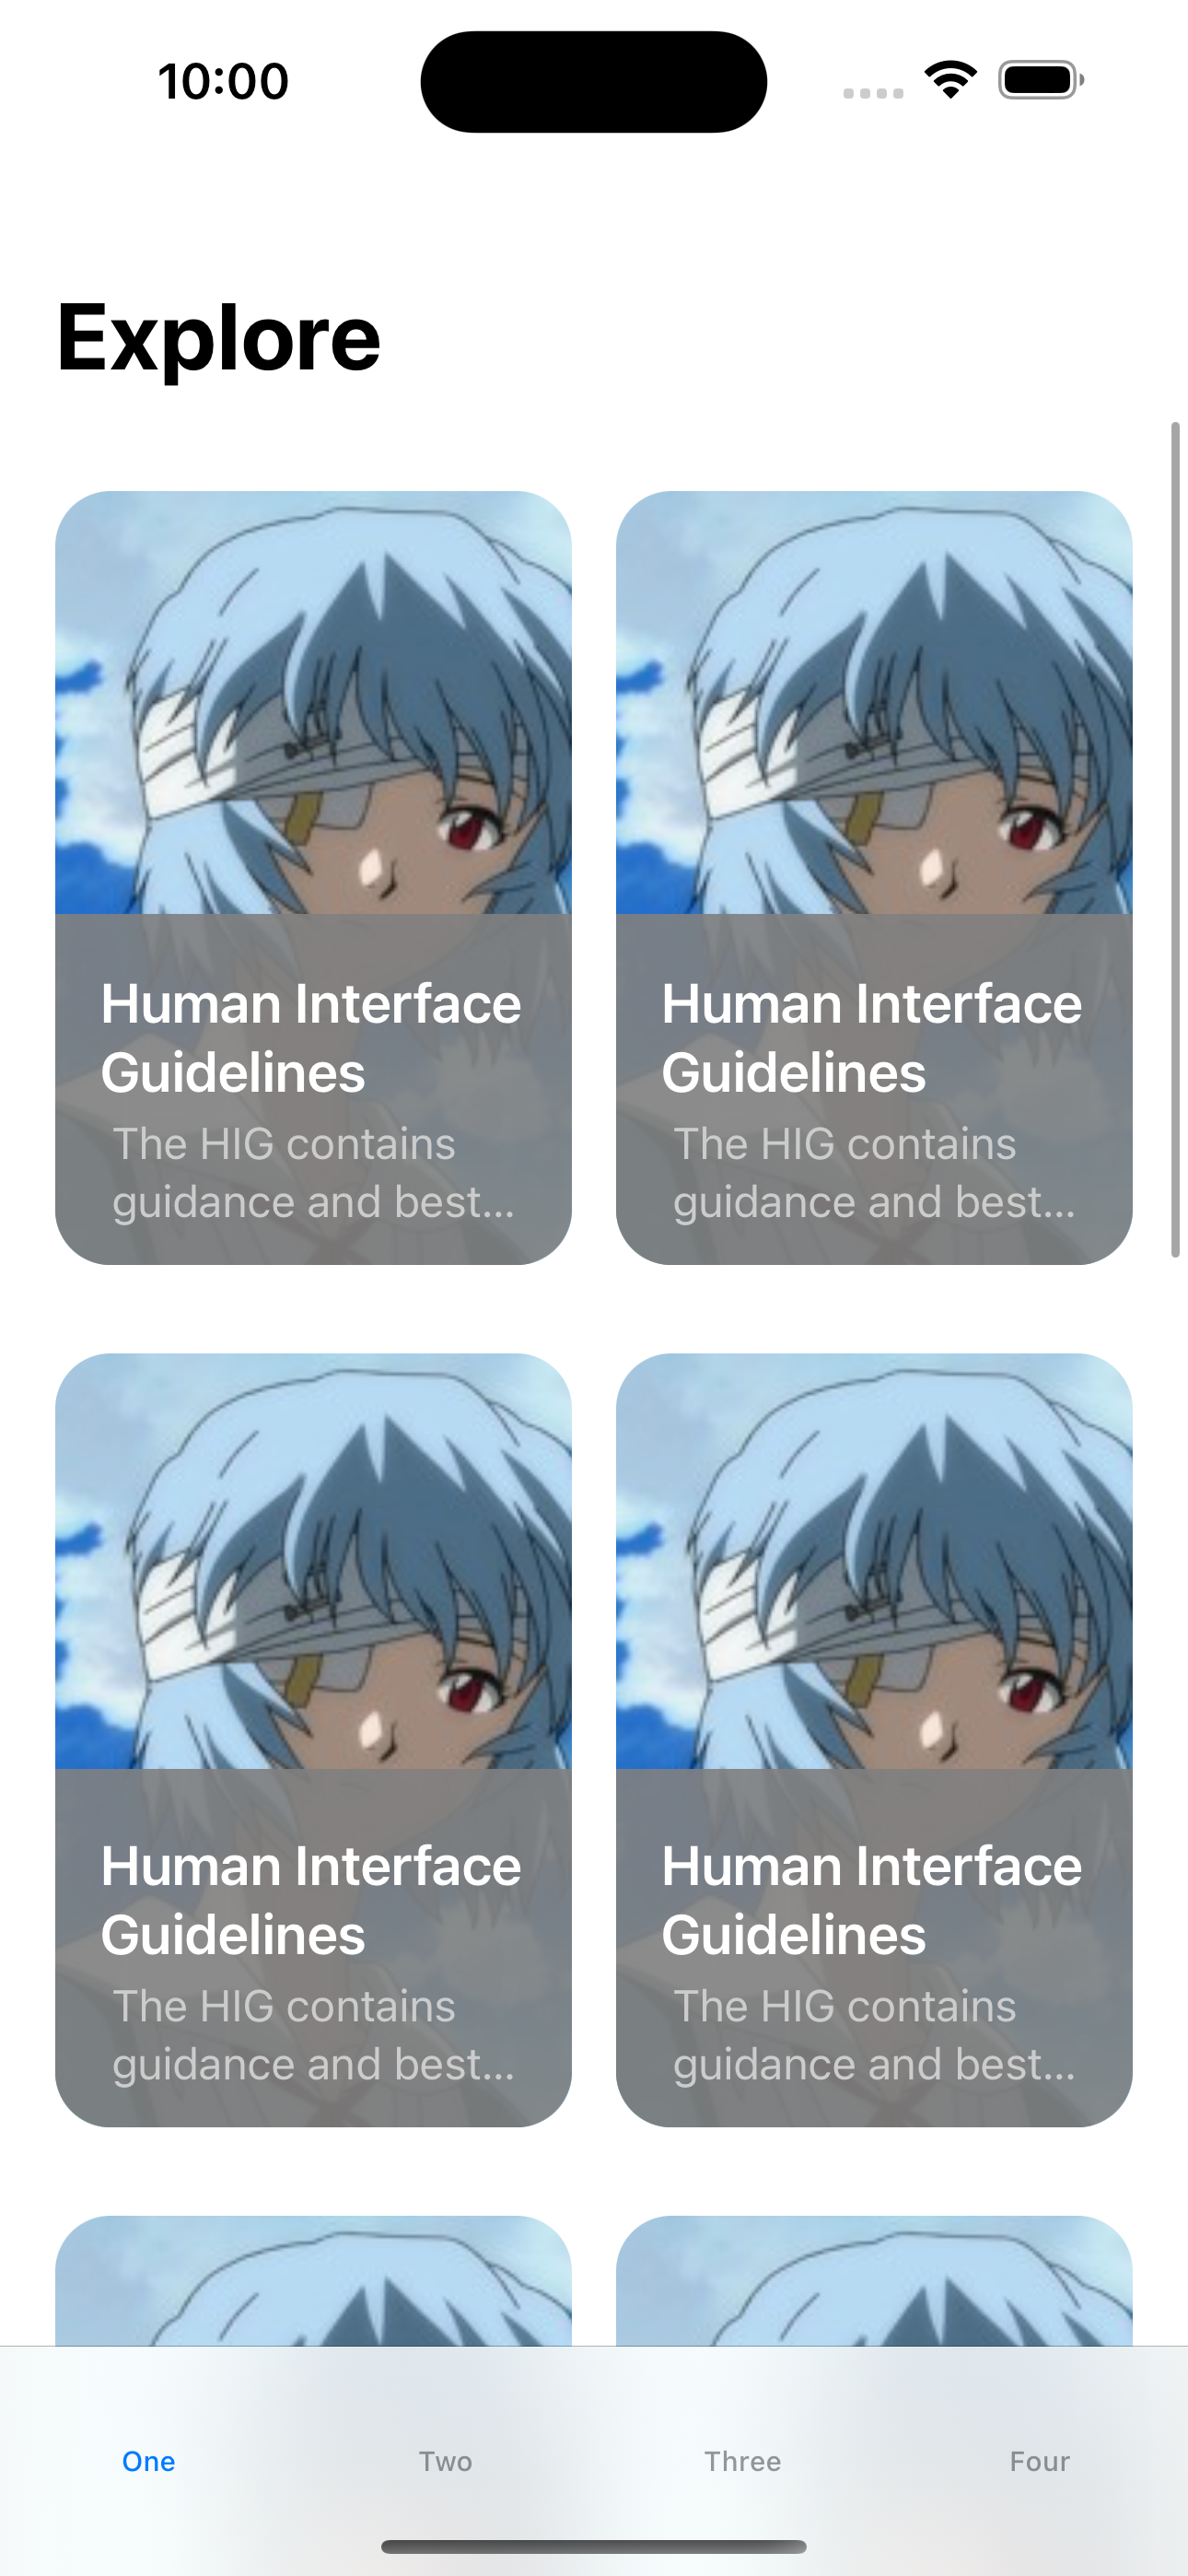 10:00
Explore
Human Interface
Guidelines
The HIG contains
guidance and best...
Human Interface
Guidelines
The HIG contains
guidance and best...
Human Interface
Guidelines
The HIG contains
guidance and best...
Human Interface
Guidelines
The HIG contains
guidance and best...
One Two Three Four